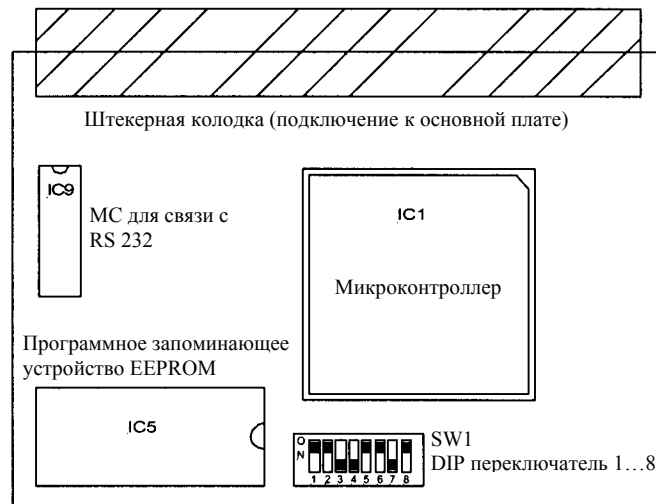 Штекерная колодка (подключение к основной плате)
IC9
МС для связи с
RS 232
IC1
Микроконтроллер
Программное запоминающее
устройство EEPROM
IC5
ON
1 2 3 4 5 6 7 8
SW1
DIP переключатель 1…8